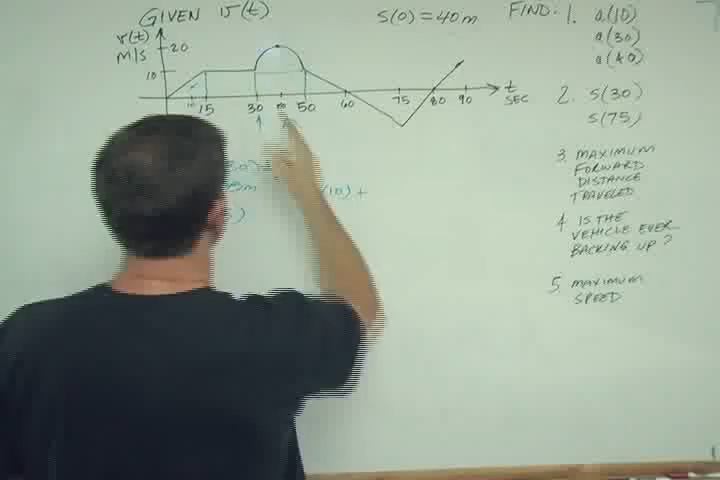 GIVEN v(t)
S(0) = 40m
FIND: 1. a(10)
a(30)
a(40)
v(t)
M/S
20
10
15 30 50 60 75 80 90
t
SEC
2. S(30)
S(75)
3. MAXIMUM
FORWARD
DISTANCE
TRAVELED
4 IS THE
VEHICLE EVER
BACKING UP?
5. MAXIMUM
SPEED
(10) +